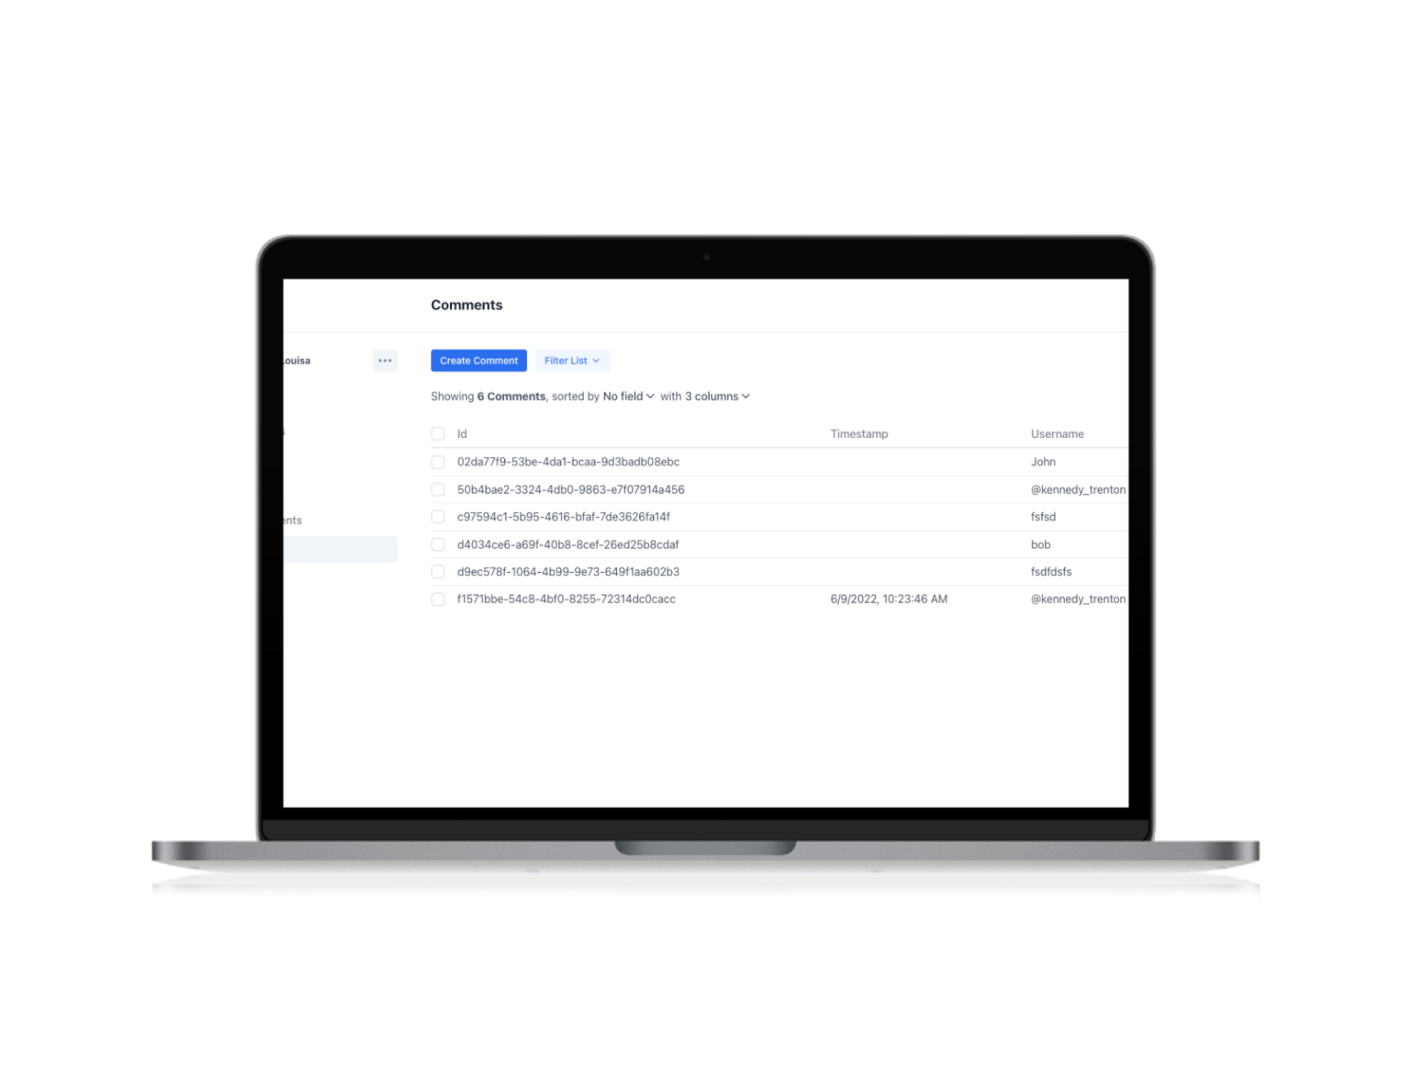 Comments
ouisa
Create Comment Filter List
Showing 6 Comments, sorted by No field with 3 columns
Id Timestamp Username
02da77f9-53be-4da1-bcaa-9d3badb08ebc John
50b4bae2-3324-4db0-9863-e7f07914a456 @kennedy_trenton
c97594c1-5b95-4616-bfaf-7de3626fa14f fsfsd
ents
d4034ce6-a69f-40b8-8cef-26ed25b8cdaf bob
d9ec578f-1064-4b99-9e73-649f1aa602b3 fsdfdsfs
f1571bbe-54c8-4bf0-8255-72314dc0cacc 6/9/2022, 10:23:46 AM @kennedy_trenton